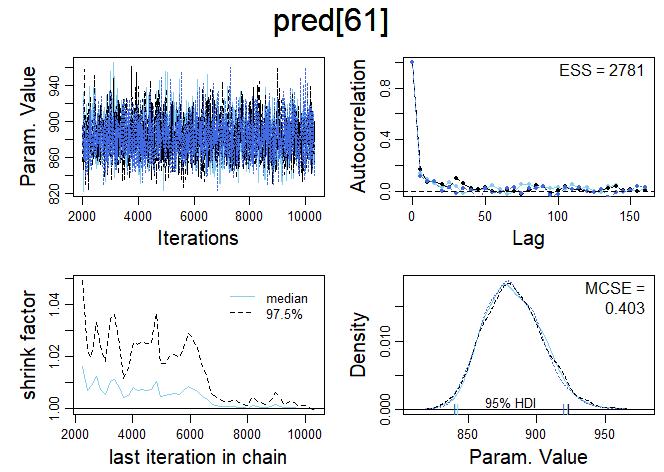 pred[61]
Param. Value
820 860 900 940
2000 4000 6000 8000 10000
Iterations
Autocorrelation
0.0 0.4 0.8
ESS = 2781
0 50 100 150
Lag
shrink factor
1.00 1.02 1.04
median
97.5%
2000 4000 6000 8000 10000
last iteration in chain
Density
0.000 0.010
MCSE =
0.403
95% HDI
850 900 950
Param. Value